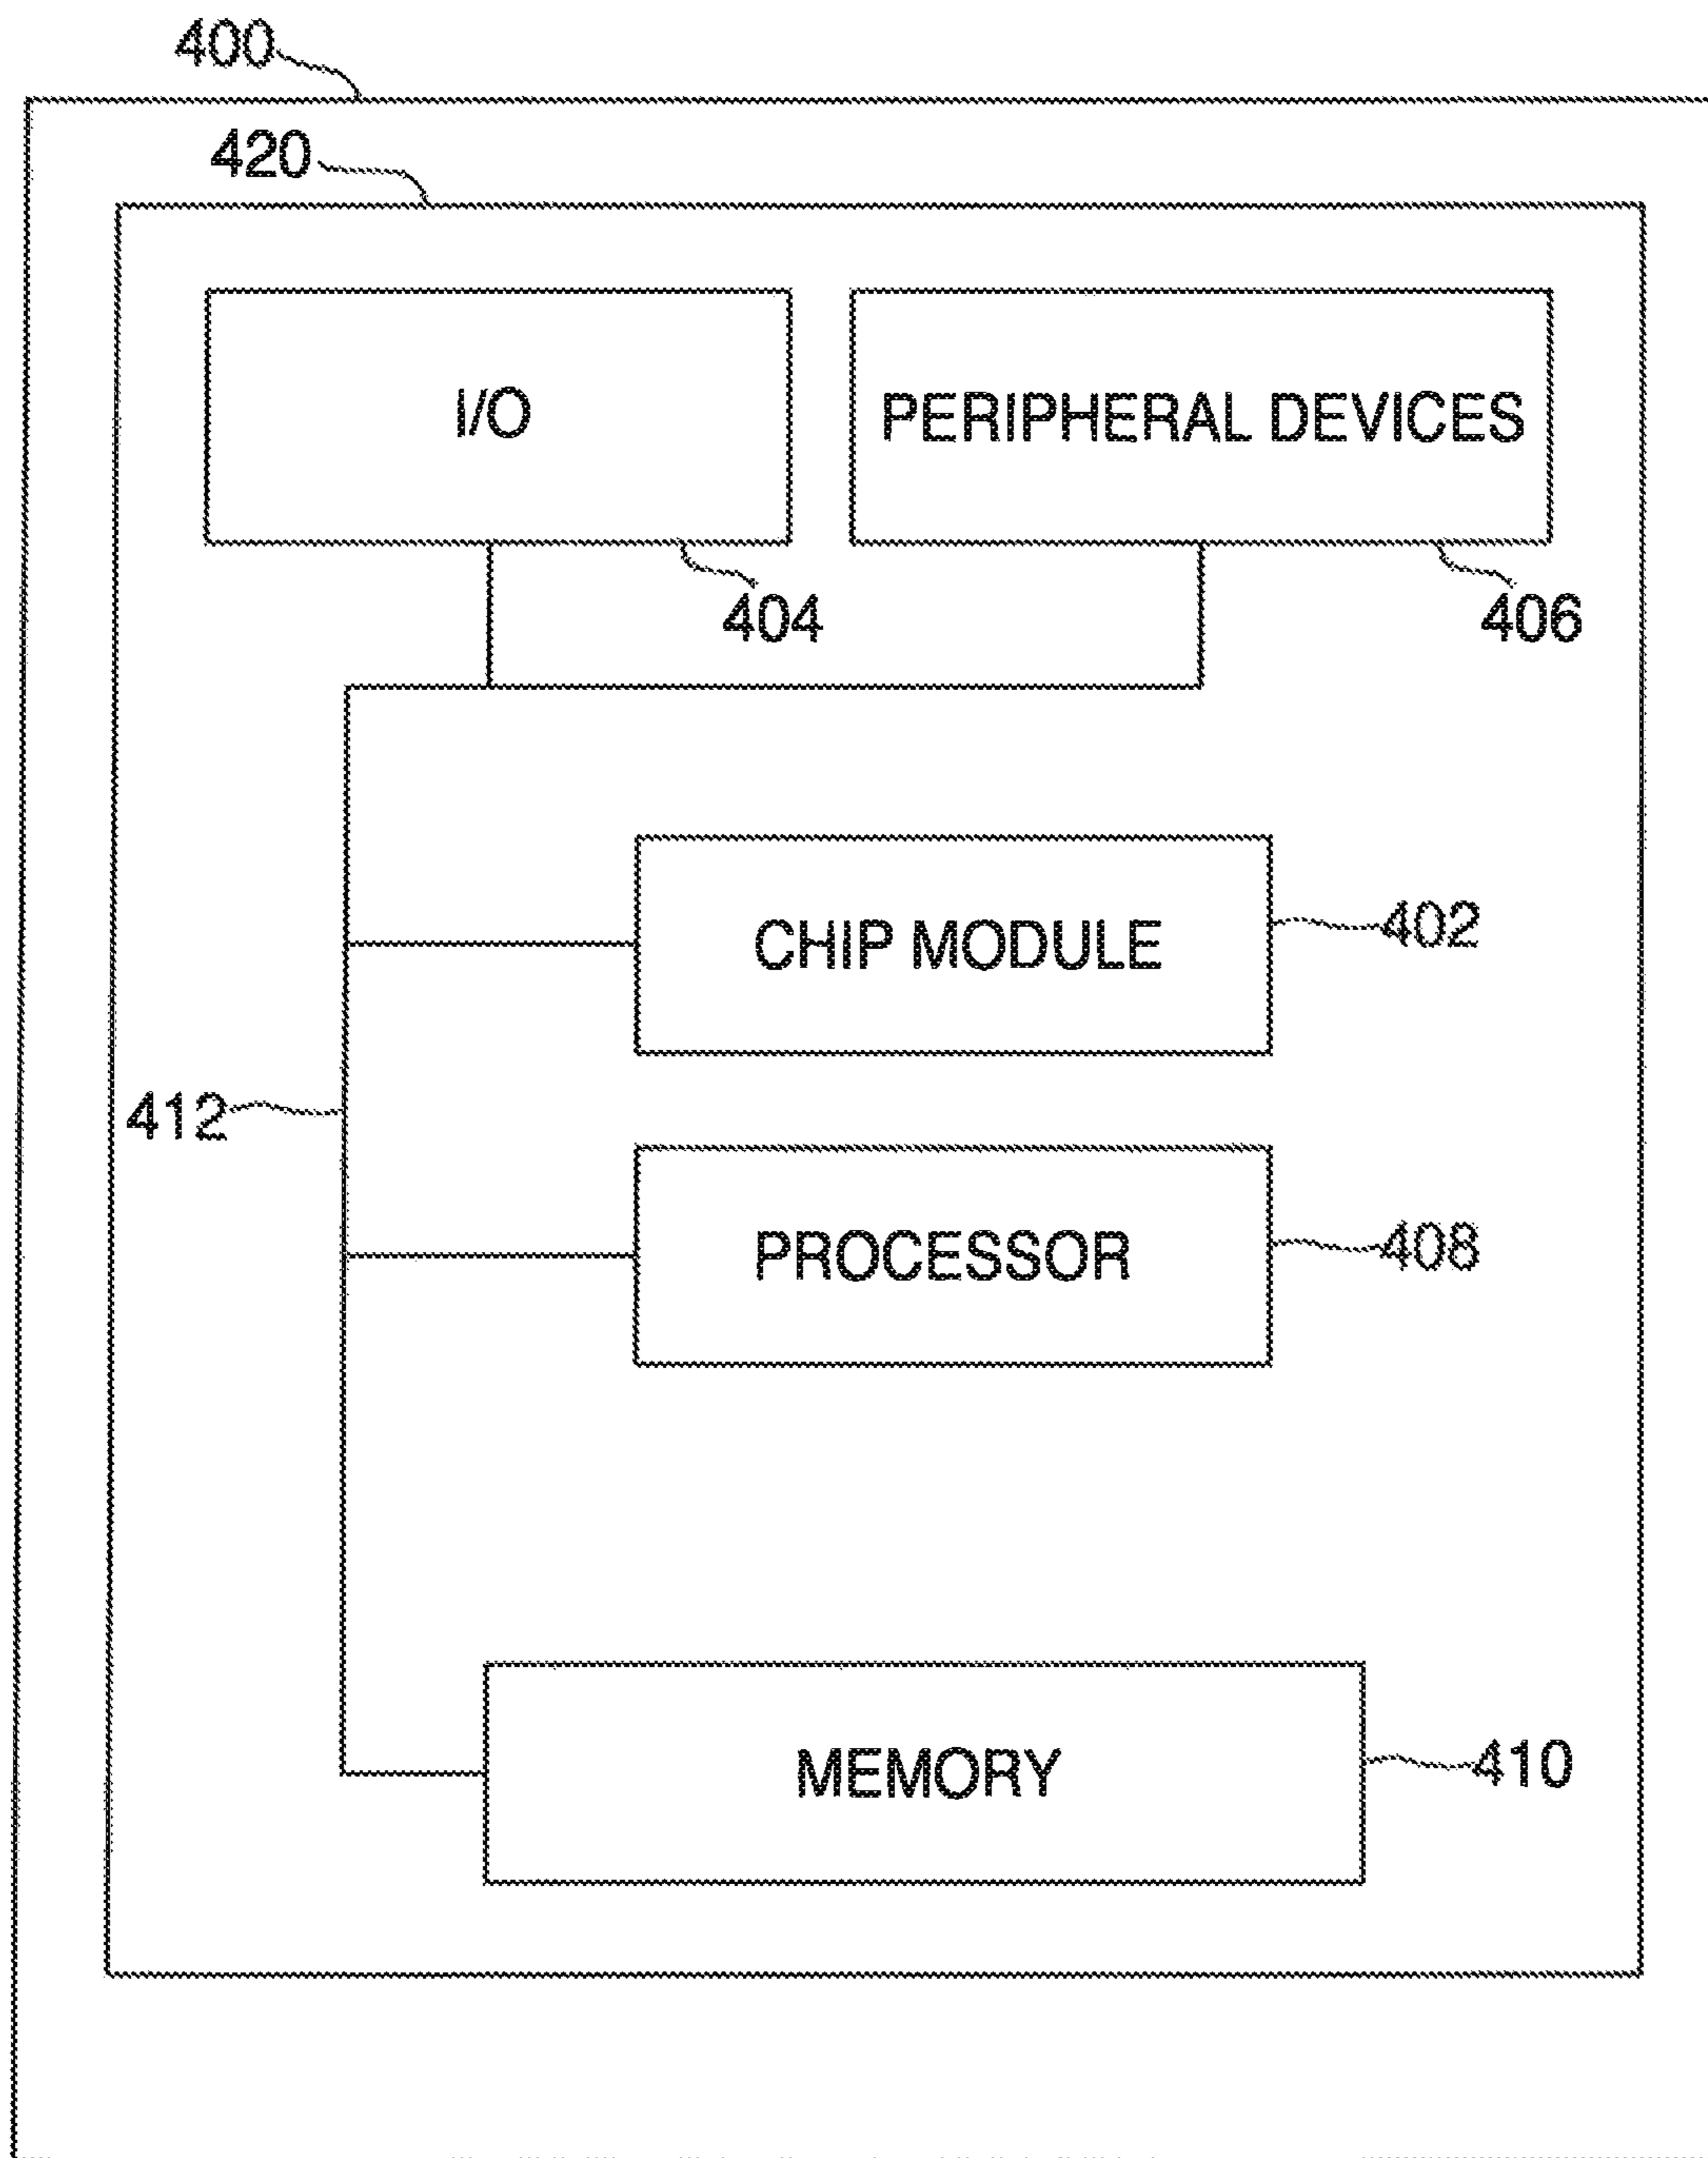 400
420
I/O
PERIPHERAL DEVICES
404
406
CHIP MODULE
402
412
PROCESSOR
408
MEMORY
410